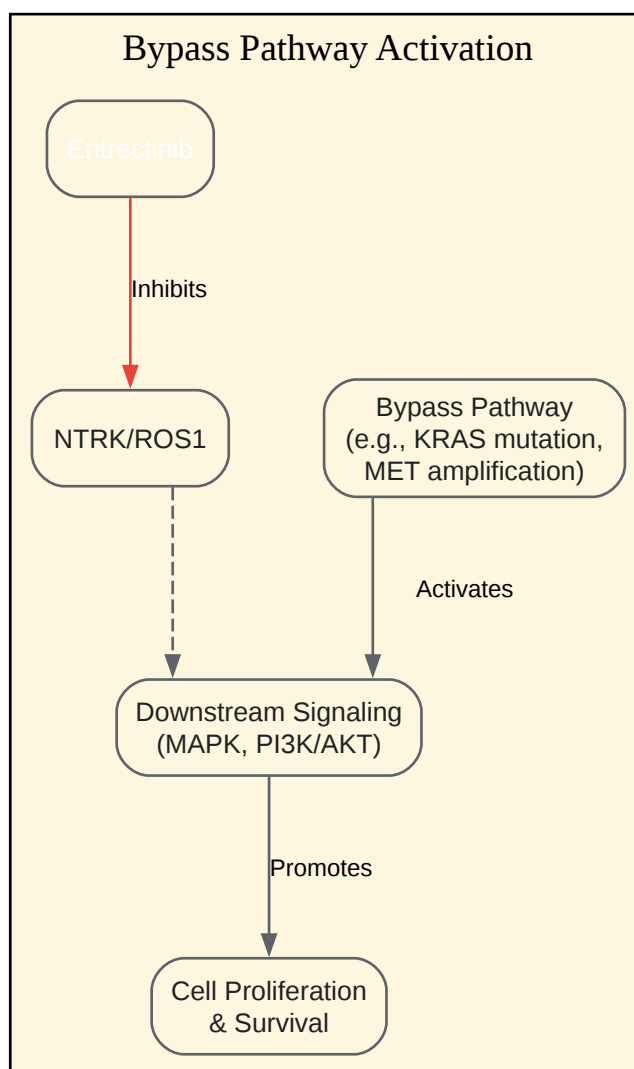 Bypass Pathway Activation
Entrectinib
Inhibits
NTRK/ROS1
Bypass Pathway
(e.g., KRAS mutation,
MET amplification)
Activates
Downstream Signaling
(MAPK, PI3K/AKT)
Promotes
Cell Proliferation
& Survival